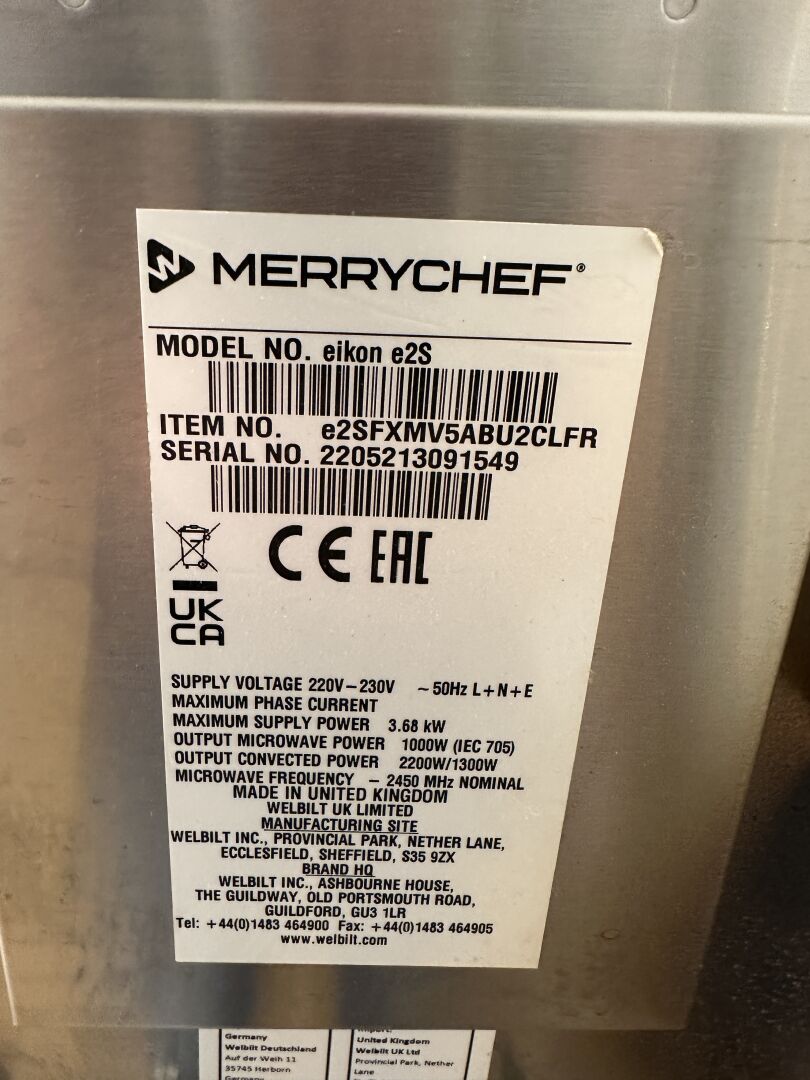 MERRYCHEF®
MODEL NO. eikon e2S
ITEM NO. e2SFXMV5ABU2CLFR
SERIAL NO. 2205213091549
CE EAC
UK
CA
SUPPLY VOLTAGE 220V–230V ~50Hz L+N+E
MAXIMUM PHASE CURRENT
MAXIMUM SUPPLY POWER 3.68 kW
OUTPUT MICROWAVE POWER 1000W (IEC 705)
OUTPUT CONVECTED POWER 2200W/1300W
MICROWAVE FREQUENCY – 2450 MHz NOMINAL
MADE IN UNITED KINGDOM
WELBILT UK LIMITED
MANUFACTURING SITE
WELBILT INC., PROVINCIAL PARK, NETHER LANE,
ECCLESFIELD, SHEFFIELD, S35 9ZX
BRAND HQ
WELBILT INC., ASHBOURNE HOUSE,
THE GUILDWAY, OLD PORTSMOUTH ROAD,
GUILDFORD, GU3 1LR
Tel: +44(0)1483 464900 Fax: +44(0)1483 464905
www.welbilt.com
Germany
Welbilt Deutschland
Auf der Weih 11
35745 Herborn
Germany
United Kingdom
Welbilt UK Ltd
Provincial Park, Nether
Lane